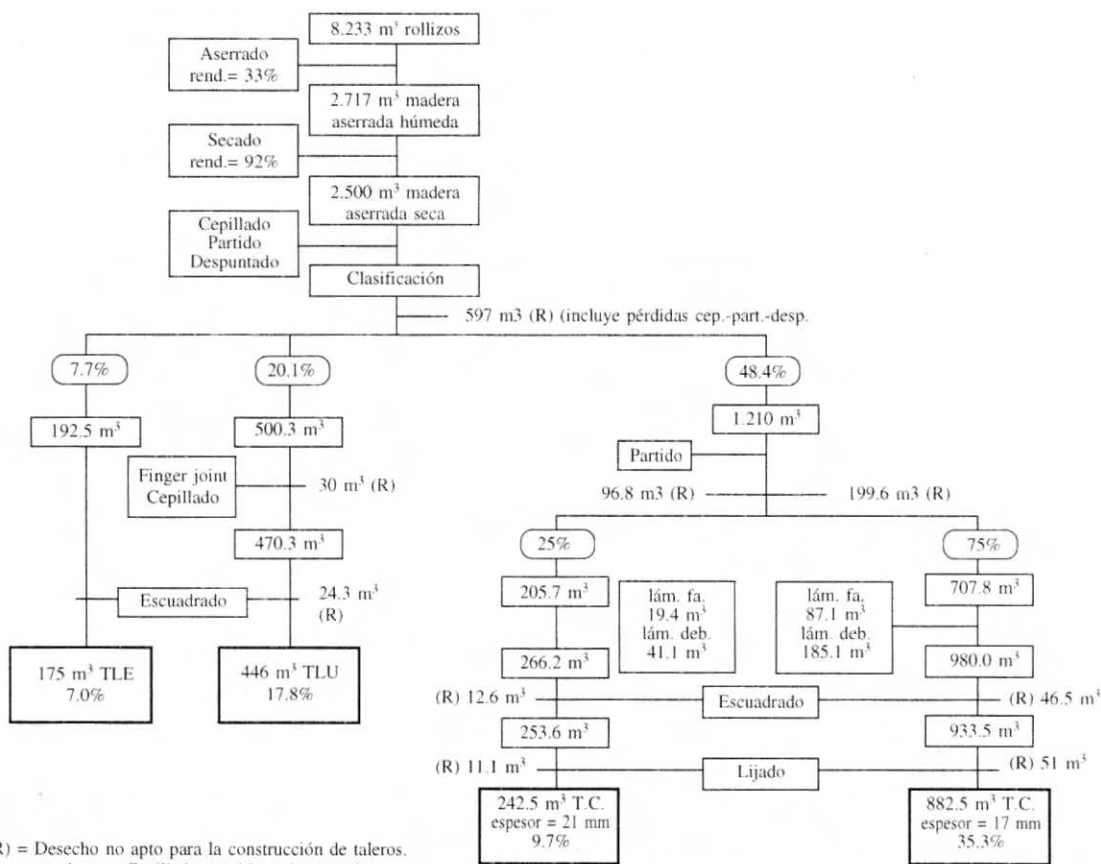 8.233 m³ rollizos
Aserrado
rend.= 33%
2.717 m³ madera
aserrada húmeda
Secado
rend.= 92%
2.500 m³ madera
aserrada seca
Cepillado
Partido
Despuntado
Clasificación
597 m3 (R) (incluye pérdidas cep.-part.-desp.
7.7%
20.1%
48.4%
192.5 m³
500.3 m³
1.210 m³
Finger joint
Cepillado
30 m³ (R)
Partido
96.8 m3 (R)
199.6 m3 (R)
470.3 m³
25%
75%
Escuadrado
24.3 m³
(R)
205.7 m³
lám. fa.
19.4 m³
lám. deb.
41.1 m³
lám. fa.
87.1 m³
lám. deb.
185.1 m³
707.8 m³
175 m³ TLE
7.0%
446 m³ TLU
17.8%
266.2 m³
980.0 m³
(R) 12.6 m³
Escuadrado
(R) 46.5 m³
253.6 m³
933.5 m³
(R) 11.1 m³
Lijado
(R) 51 m³
242.5 m³ T.C.
espesor = 21 mm
9.7%
882.5 m³ T.C.
espesor = 17 mm
35.3%
R) = Desecho no apto para la construcción de taleros.